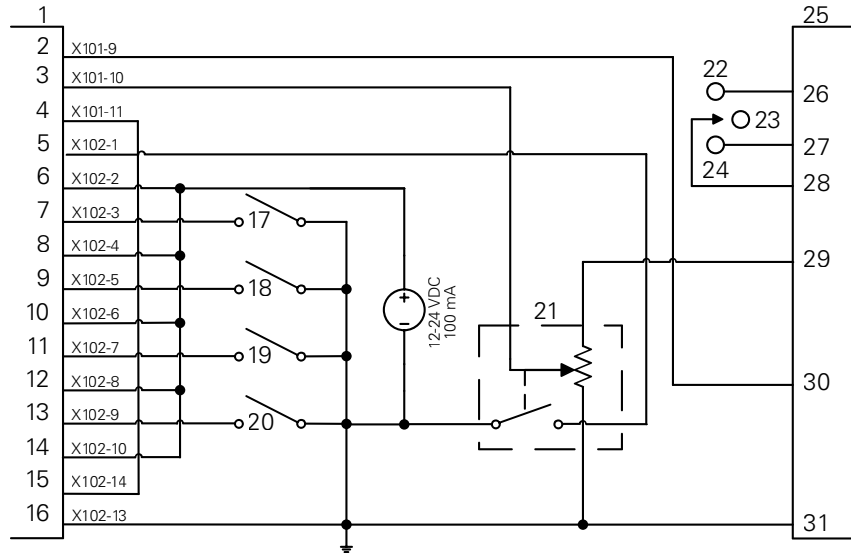 1
25
2 X101-9
3 X101-10
22
26
4 X101-11
23
5 X102-1
27
24
6 X102-2
28
7 X102-3
17
8 X102-4
29
9 X102-5
18
12-24 VDC
100 mA
10 X102-6
21
11 X102-7
19
12 X102-8
30
13 X102-9
20
14 X102-10
15 X102-14
16 X102-13
31